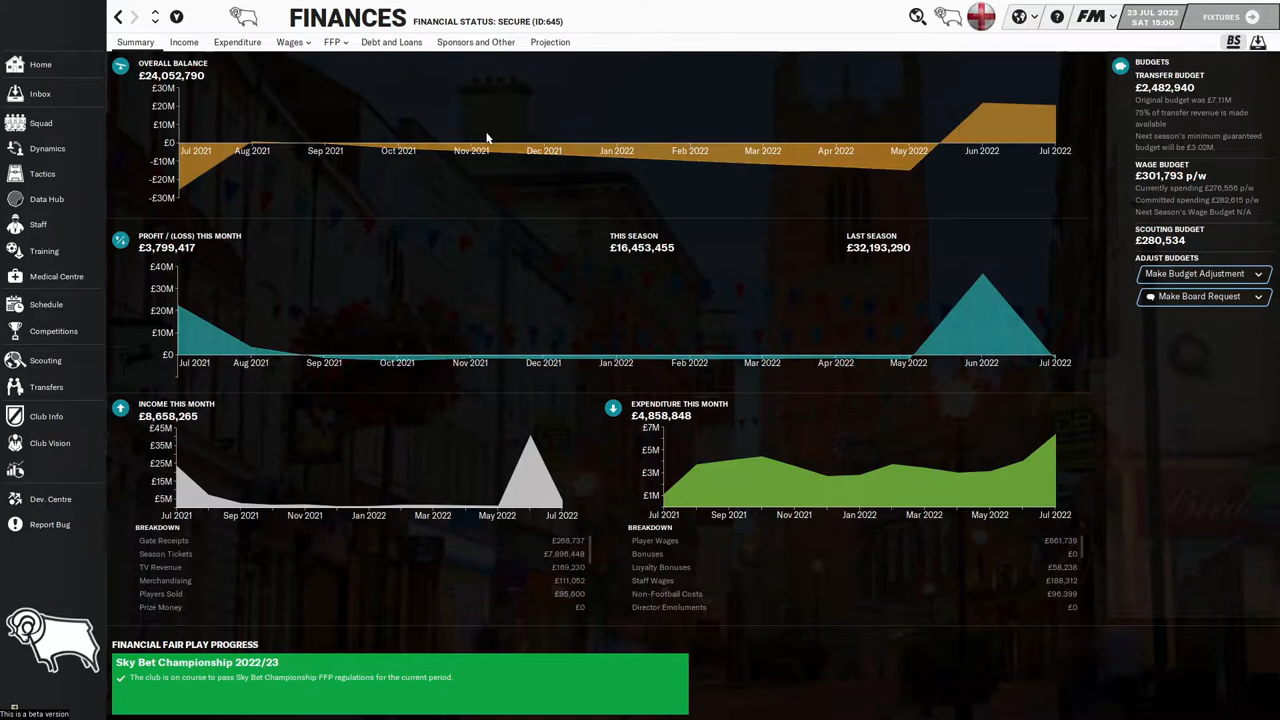 FINANCES
FINANCIAL STATUS: SECURE (ID:645)
FM
23 JUL 2022
SAT 15:00
FIXTURES
Summary
Income
Expenditure
Wages
FFP
Debt and Loans
Sponsors and Other
Projection
BS
Home
Inbox
Squad
Dynamics
Tactics
Data Hub
Staff
Training
Medical Centre
Schedule
Competitions
Scouting
Transfers
Club Info
Club Vision
Dev. Centre
Report Bug
This is a beta version
OVERALL BALANCE
£24,052,790
£30M
£20M
£10M
£0
-£10M
-£20M
-£30M
Jul 2021
Aug 2021
Sep 2021
Oct 2021
Nov 2021
Dec 2021
Jan 2022
Feb 2022
Mar 2022
Apr 2022
May 2022
Jun 2022
Jul 2022
PROFIT / (LOSS) THIS MONTH
£3,799,417
THIS SEASON
£16,453,455
LAST SEASON
£32,193,290
£40M
£30M
£20M
£10M
£0
Jul 2021
Aug 2021
Sep 2021
Oct 2021
Nov 2021
Dec 2021
Jan 2022
Feb 2022
Mar 2022
Apr 2022
May 2022
Jun 2022
Jul 2022
INCOME THIS MONTH
£8,658,265
£45M
£35M
£25M
£15M
£5M
Jul 2021
Sep 2021
Nov 2021
Jan 2022
Mar 2022
May 2022
Jul 2022
BREAKDOWN
Gate Receipts £268,737
Season Tickets £7,896,448
TV Revenue £169,230
Merchandising £111,052
Players Sold £95,600
Prize Money £0
EXPENDITURE THIS MONTH
£4,858,848
£7M
£5M
£3M
£1M
Jul 2021
Sep 2021
Nov 2021
Jan 2022
Mar 2022
May 2022
Jul 2022
BREAKDOWN
Player Wages £661,739
Bonuses £0
Loyalty Bonuses £58,238
Staff Wages £188,312
Non-Football Costs £96,399
Director Emoluments £0
FINANCIAL FAIR PLAY PROGRESS
Sky Bet Championship 2022/23
The club is on course to pass Sky Bet Championship FFP regulations for the current period.
BUDGETS
TRANSFER BUDGET
£2,482,940
Original budget was £7.11M
75% of transfer revenue is made
available
Next season's minimum guaranteed
budget will be £3.02M.
WAGE BUDGET
£301,793 p/w
Currently spending £276,556 p/w
Committed spending £282,615 p/w
Next Season's Wage Budget N/A
SCOUTING BUDGET
£280,534
ADJUST BUDGETS
Make Budget Adjustment
Make Board Request